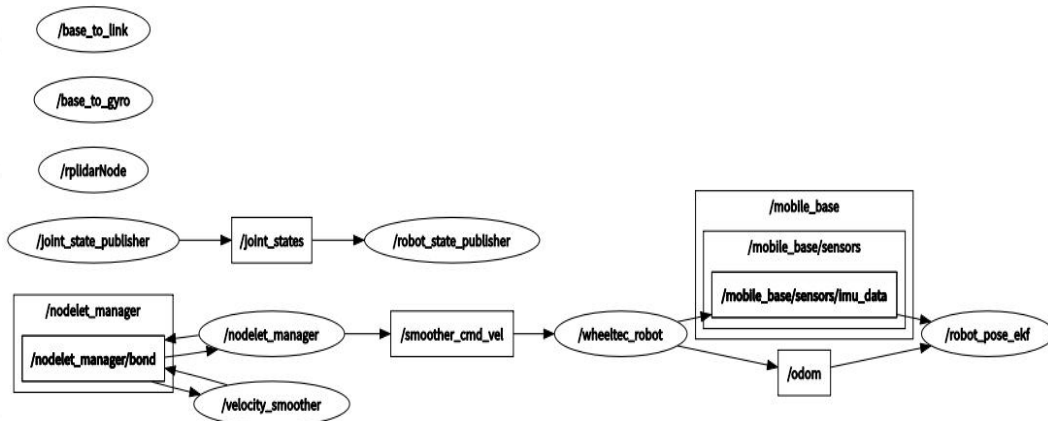 /base_to_link
/base_to_gyro
/rplidarNode
/joint_state_publisher
/joint_states
/robot_state_publisher
/mobile_base
/mobile_base/sensors
/mobile_base/sensors/imu_data
/nodelet_manager
/nodelet_manager/bond
/nodelet_manager
/smoother_cmd_vel
/wheeltec_robot
/robot_pose_ekf
/odom
/velocity_smoother